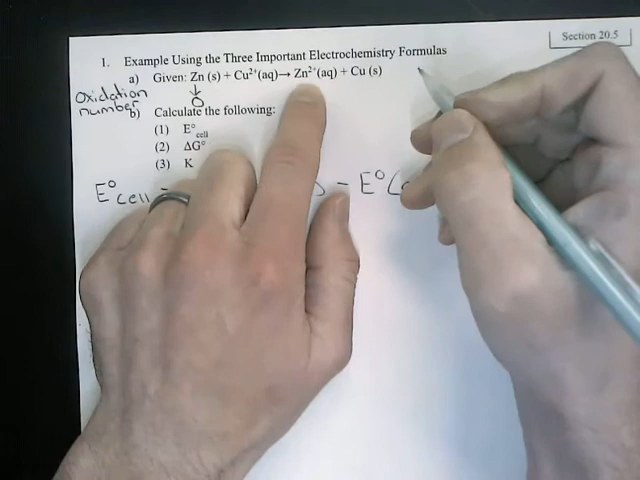 Section 20.5
1. Example Using the Three Important Electrochemistry Formulas
a) Given: Zn (s) + Cu²⁺(aq)→ Zn²⁺(aq) + Cu (s)
Oxidation ↓
number 0
b) Calculate the following:
(1) E°cell
(2) ΔG°
(3) K
E°cell - E°